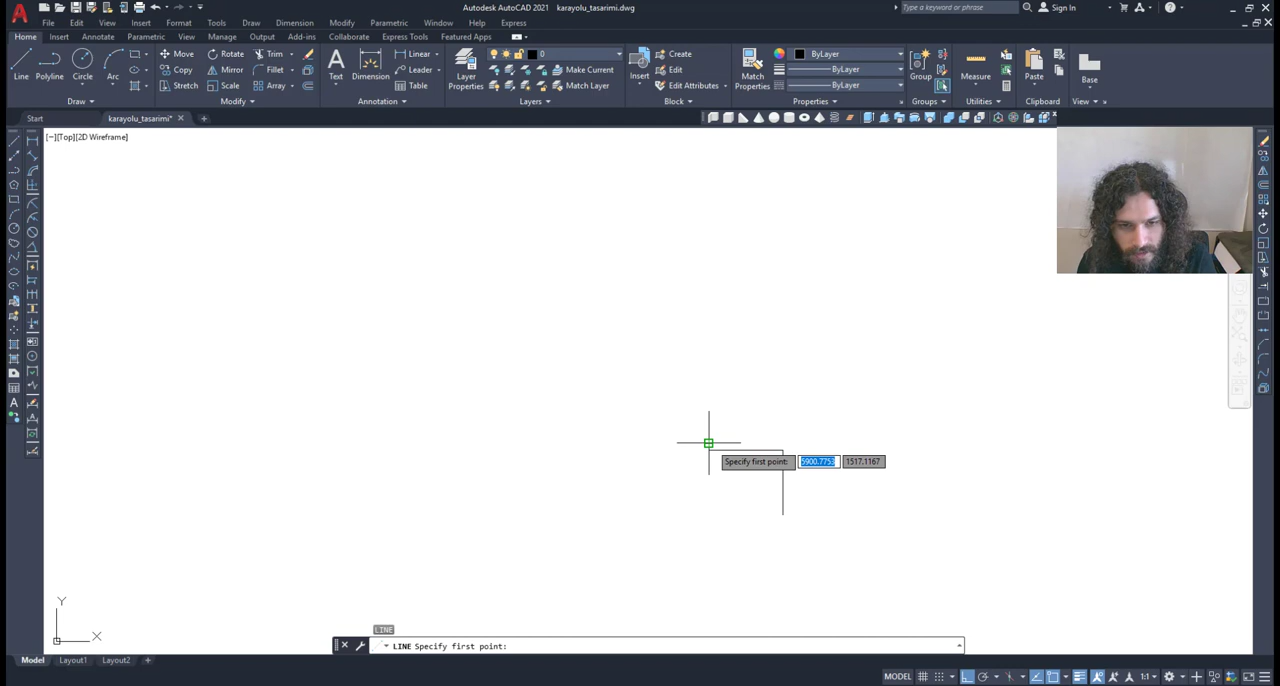 Autodesk AutoCAD 2021 karayolu_tasarimi.dwg Type a keyword or phrase Sign In
File Edit View Insert Format Tools Draw Dimension Modify Parametric Window Help Express
Home Insert Annotate Parametric View Manage Output Add-ins Collaborate Express Tools Featured Apps
Line Polyline Circle Arc Move Rotate Trim Text Dimension Linear Layer Properties 0 Insert Create Match Properties ByLayer Group Measure Paste Base
Copy Mirror Fillet Leader Make Current Edit ByLayer
Stretch Scale Array Table Match Layer Edit Attributes ByLayer
Draw Modify Annotation Layers Block Properties Groups Utilities Clipboard View
Start karayolu_tasarimi*
[−][Top][2D Wireframe]
Specify first point: 5900.7753 1517.1167
Y
X
LINE
LINE Specify first point:
Model Layout1 Layout2
MODEL 1:1